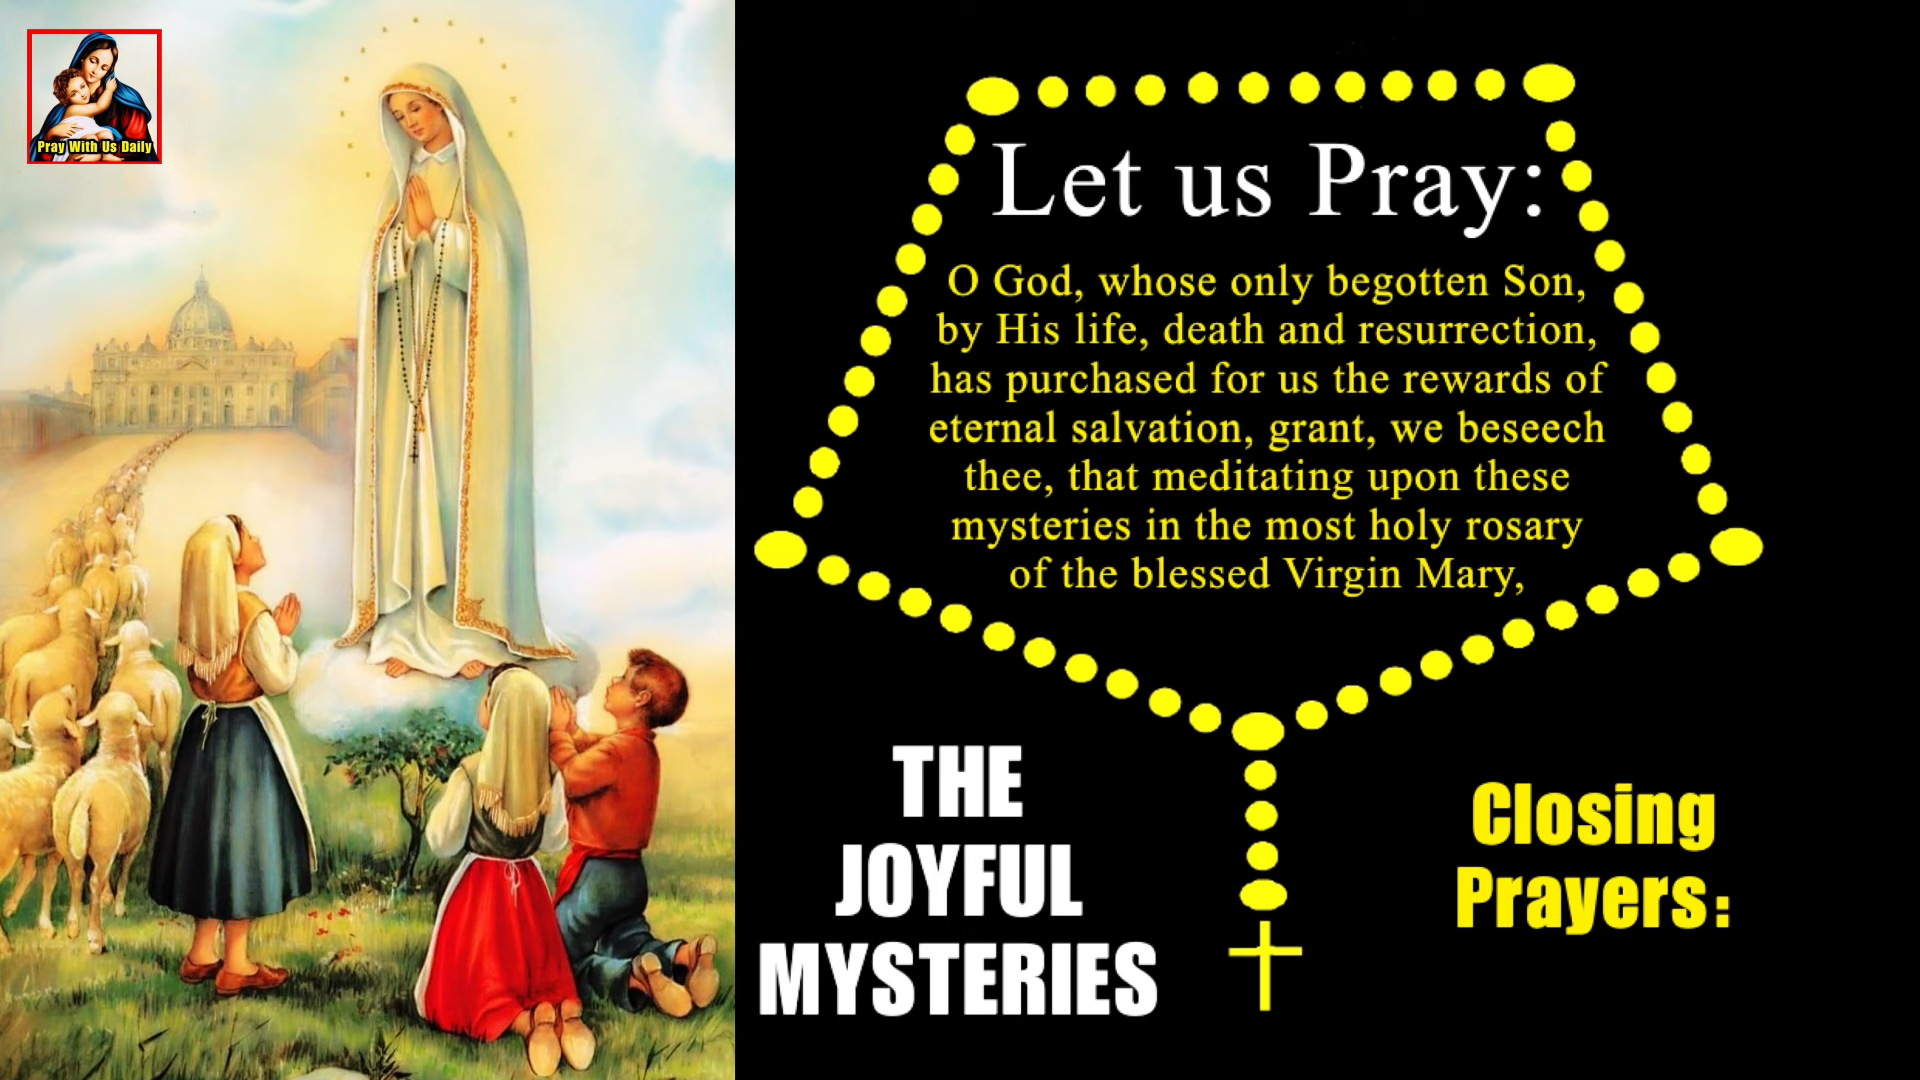 Pray With Us Daily
Let us Pray:
O God, whose only begotten Son,
by His life, death and resurrection,
has purchased for us the rewards of
eternal salvation, grant, we beseech
thee, that meditating upon these
mysteries in the most holy rosary
of the blessed Virgin Mary,
THE
JOYFUL
MYSTERIES
Closing
Prayers: